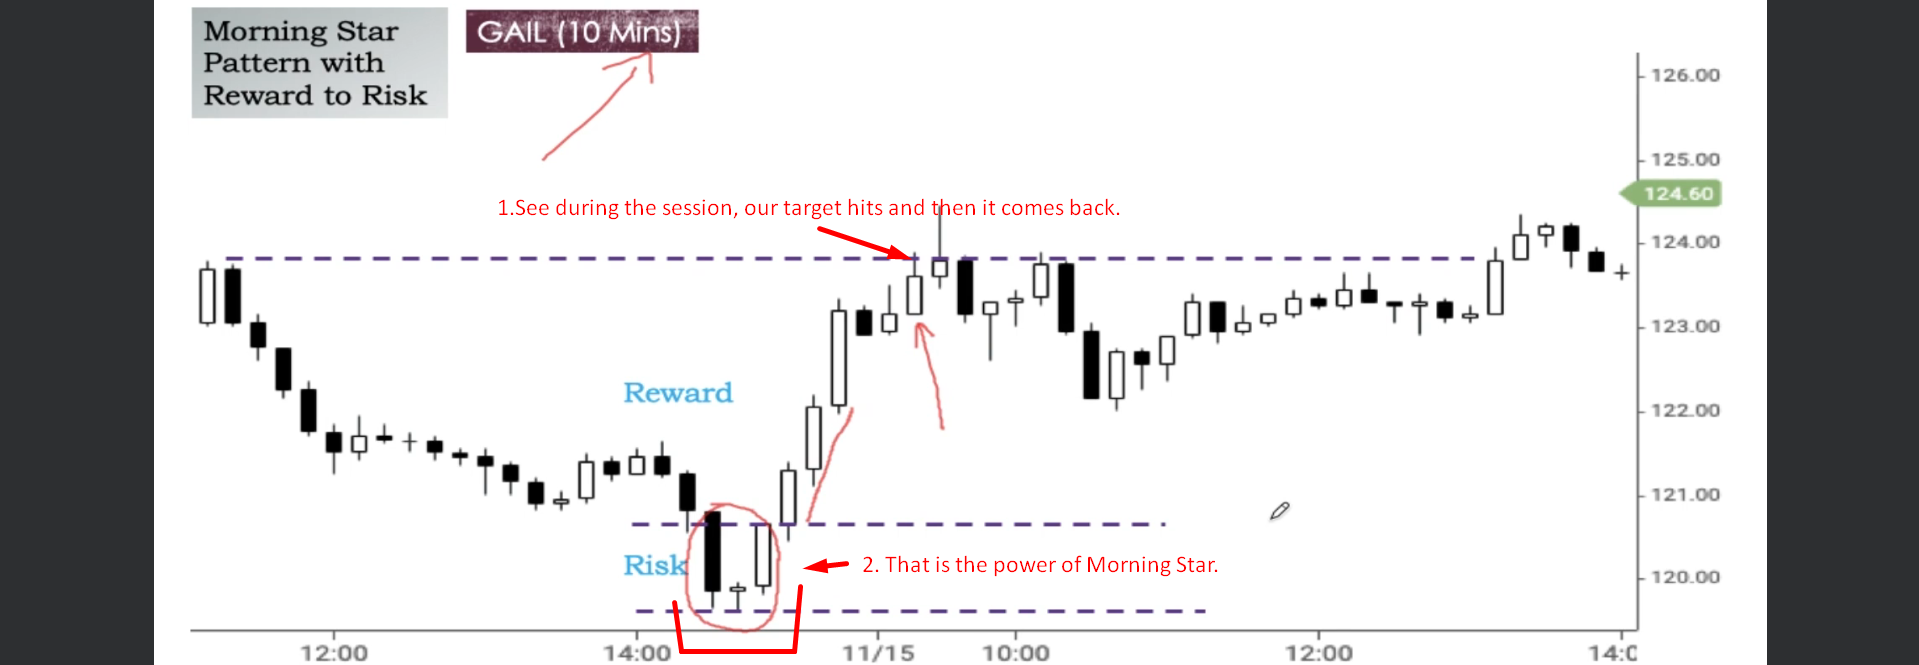 Morning Star
Pattern with
Reward to Risk
GAIL (10 Mins)
126.00
125.00
124.60
1.See during the session, our target hits and then it comes back.
124.00
123.00
Reward
122.00
121.00
Risk
2. That is the power of Morning Star.
120.00
12:00
14:00
11/15
10:00
12:00